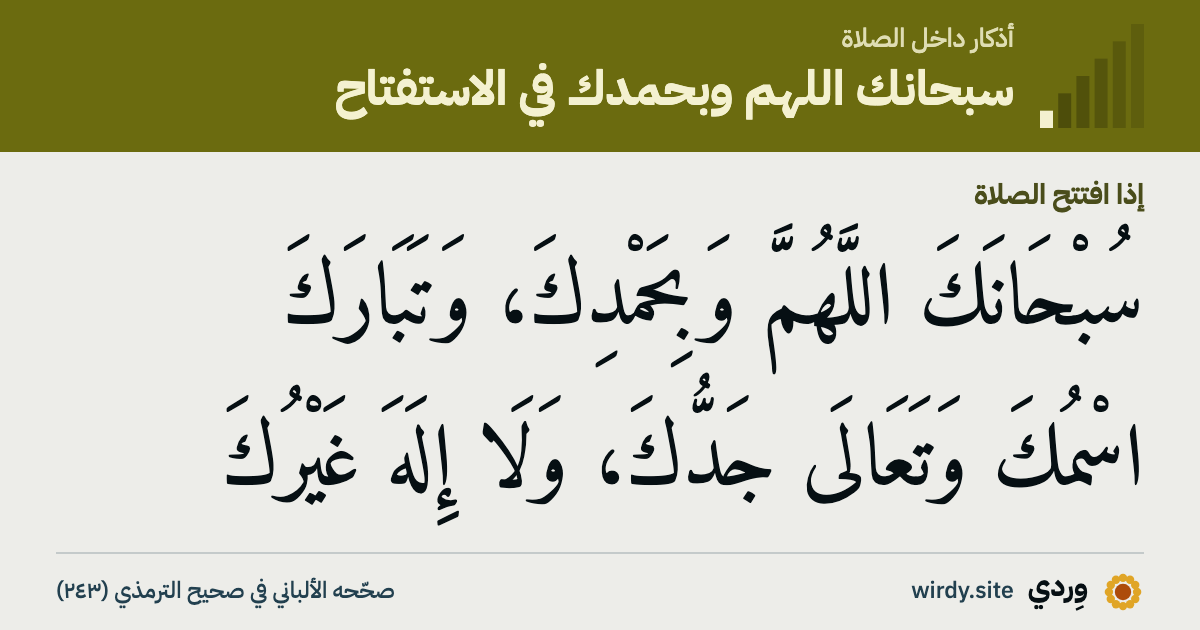 أذكار داخل الصلاة
سبحانك اللهم وبحمدك في الاستفتاح
إذا افتتح الصلاة
سُبْحَانَكَ اللَّهُمَّ وَبِحَمْدِكَ، وَتَبَارَكَ
اسْمُكَ وَتَعَالَى جَدُّكَ، وَلَا إِلَهَ غَيْرُكَ
وِردي wirdy.site
صحّحه الألباني في صحيح الترمذي (٢٤٣)